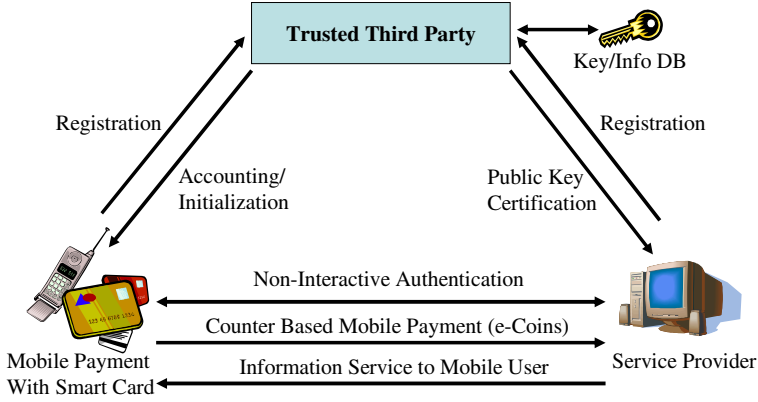 Trusted Third Party
Key/Info DB
Registration
Registration
Accounting/
Initialization
Public Key
Certification
Non-Interactive Authentication
Counter Based Mobile Payment (e-Coins)
Mobile Payment
With Smart Card
Information Service to Mobile User
Service Provider